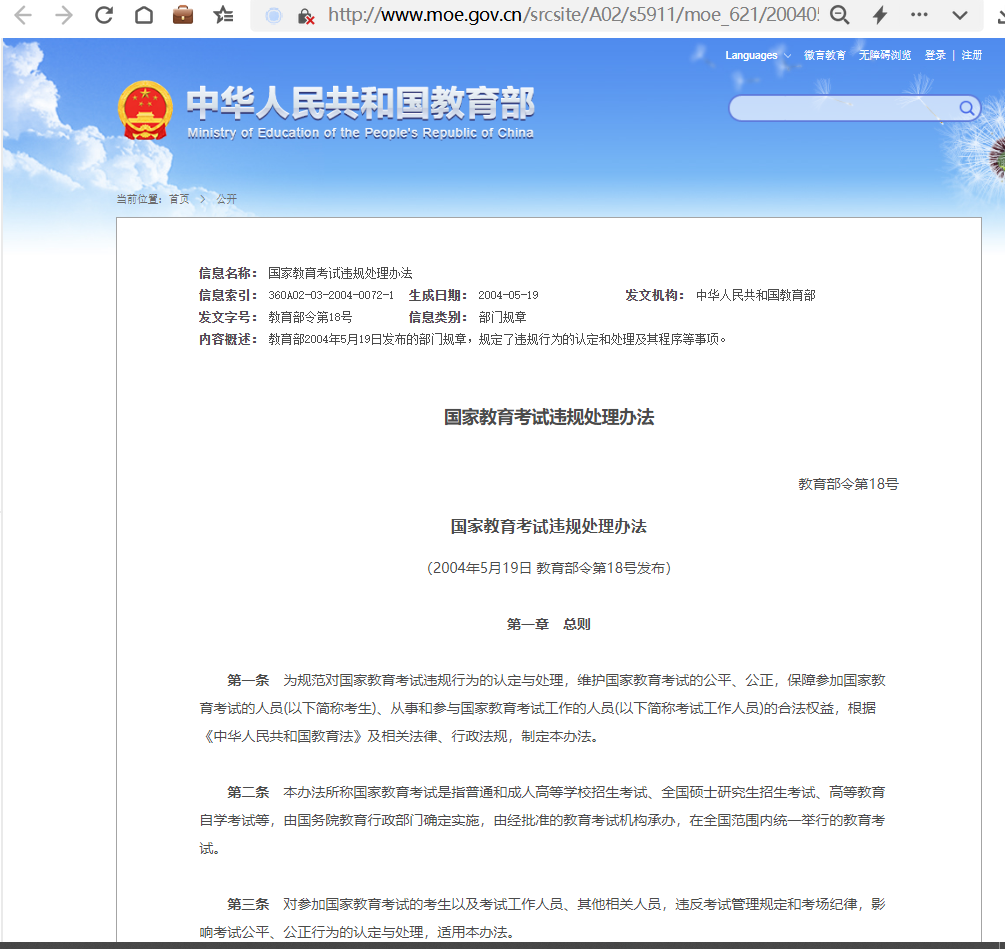 http://www.moe.gov.cn/srcsite/A02/s5911/moe_621/20040
Languages 微言教育 无障碍浏览 登录 | 注册
中华人民共和国教育部
Ministry of Education of the People's Republic of China
当前位置: 首页 > 公开
信息名称: 国家教育考试违规处理办法
信息索引: 360A02-03-2004-0072-1 生成日期: 2004-05-19 发文机构: 中华人民共和国教育部
发文字号: 教育部令第18号 信息类别: 部门规章
内容概述: 教育部2004年5月19日发布的部门规章，规定了违规行为的认定和处理及其程序等事项。
国家教育考试违规处理办法
教育部令第18号
国家教育考试违规处理办法
（2004年5月19日 教育部令第18号发布）
第一章 总则
第一条 为规范对国家教育考试违规行为的认定与处理，维护国家教育考试的公平、公正，保障参加国家教
育考试的人员(以下简称考生)、从事和参与国家教育考试工作的人员(以下简称考试工作人员)的合法权益，根据
《中华人民共和国教育法》及相关法律、行政法规，制定本办法。
第二条 本办法所称国家教育考试是指普通和成人高等学校招生考试、全国硕士研究生招生考试、高等教育
自学考试等，由国务院教育行政部门确定实施，由经批准的教育考试机构承办，在全国范围内统一举行的教育考
试。
第三条 对参加国家教育考试的考生以及考试工作人员、其他相关人员，违反考试管理规定和考场纪律，影
响考试公平、公正行为的认定与处理，适用本办法。